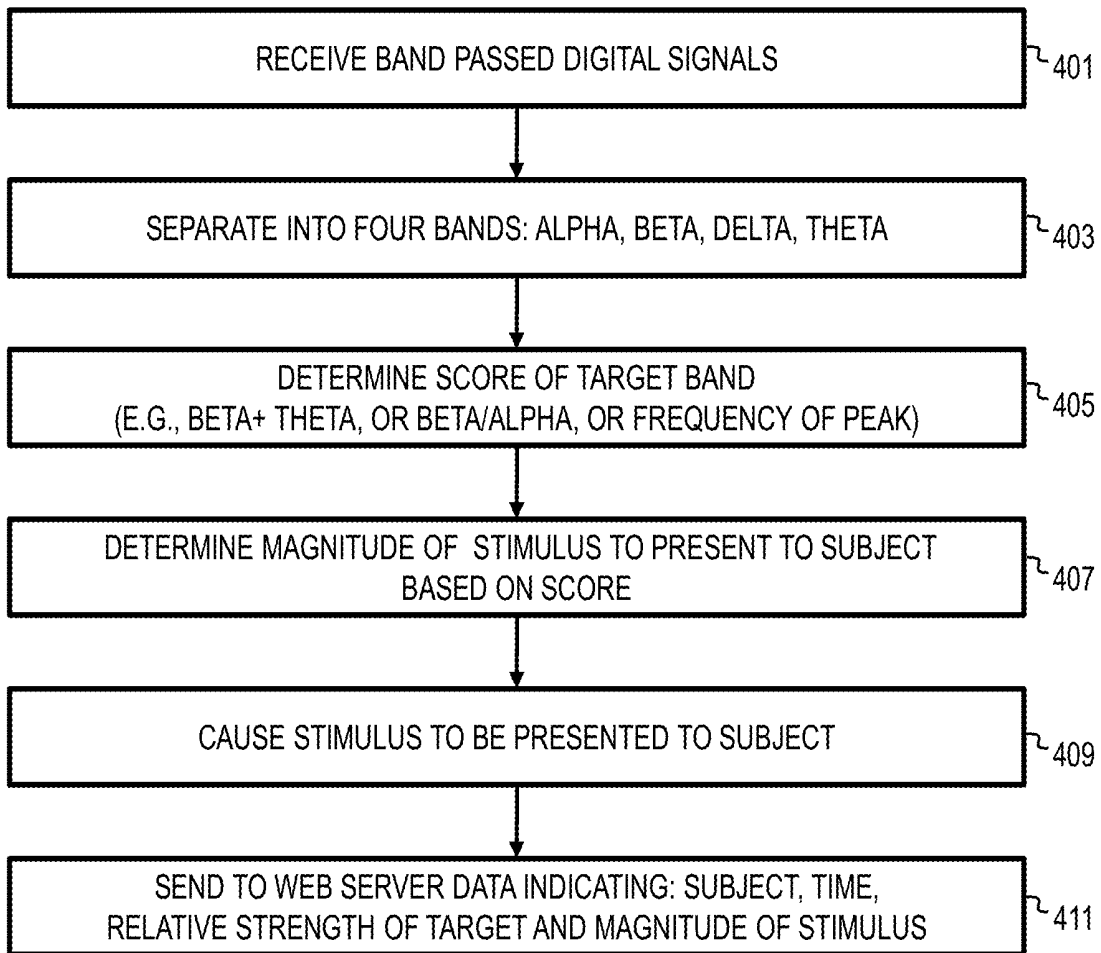 RECEIVE BAND PASSED DIGITAL SIGNALS
401
SEPARATE INTO FOUR BANDS: ALPHA, BETA, DELTA, THETA
403
DETERMINE SCORE OF TARGET BAND
(E.G., BETA+ THETA, OR BETA/ALPHA, OR FREQUENCY OF PEAK)
405
DETERMINE MAGNITUDE OF STIMULUS TO PRESENT TO SUBJECT
BASED ON SCORE
407
CAUSE STIMULUS TO BE PRESENTED TO SUBJECT
409
SEND TO WEB SERVER DATA INDICATING: SUBJECT, TIME,
RELATIVE STRENGTH OF TARGET AND MAGNITUDE OF STIMULUS
411